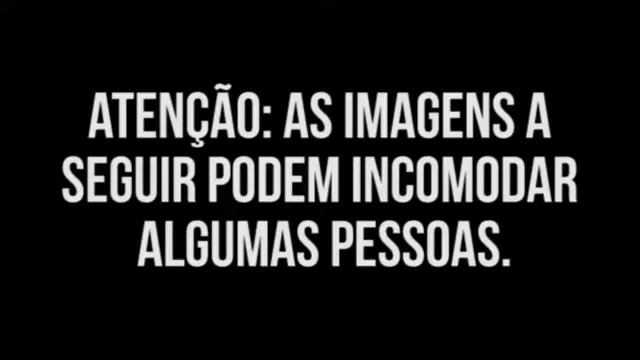 ATENÇÃO: AS IMAGENS A
SEGUIR PODEM INCOMODAR
ALGUMAS PESSOAS.